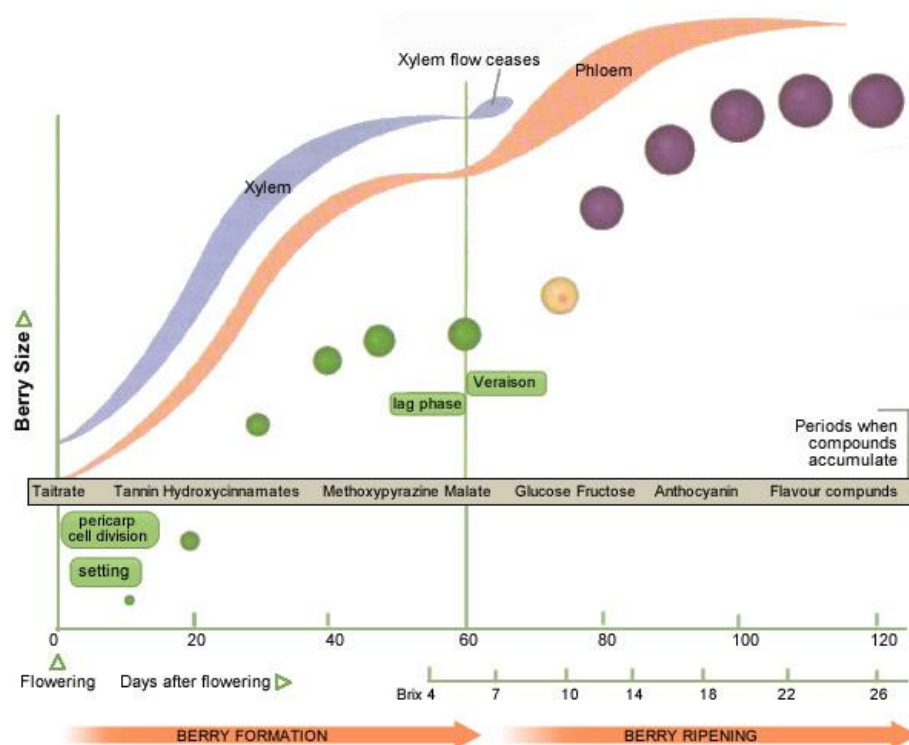 Xylem flow ceases
Phloem
Xylem
Berry Size
Veraison
lag phase
Periods when
compounds
accumulate
Taitrate Tannin Hydroxycinnamates Methoxypyrazine Malate Glucose Fructose Anthocyanin Flavour compunds
pericarp
cell division
setting
0 20 40 60 80 100 120
Flowering Days after flowering
Brix 4 7 10 14 18 22 26
BERRY FORMATION BERRY RIPENING